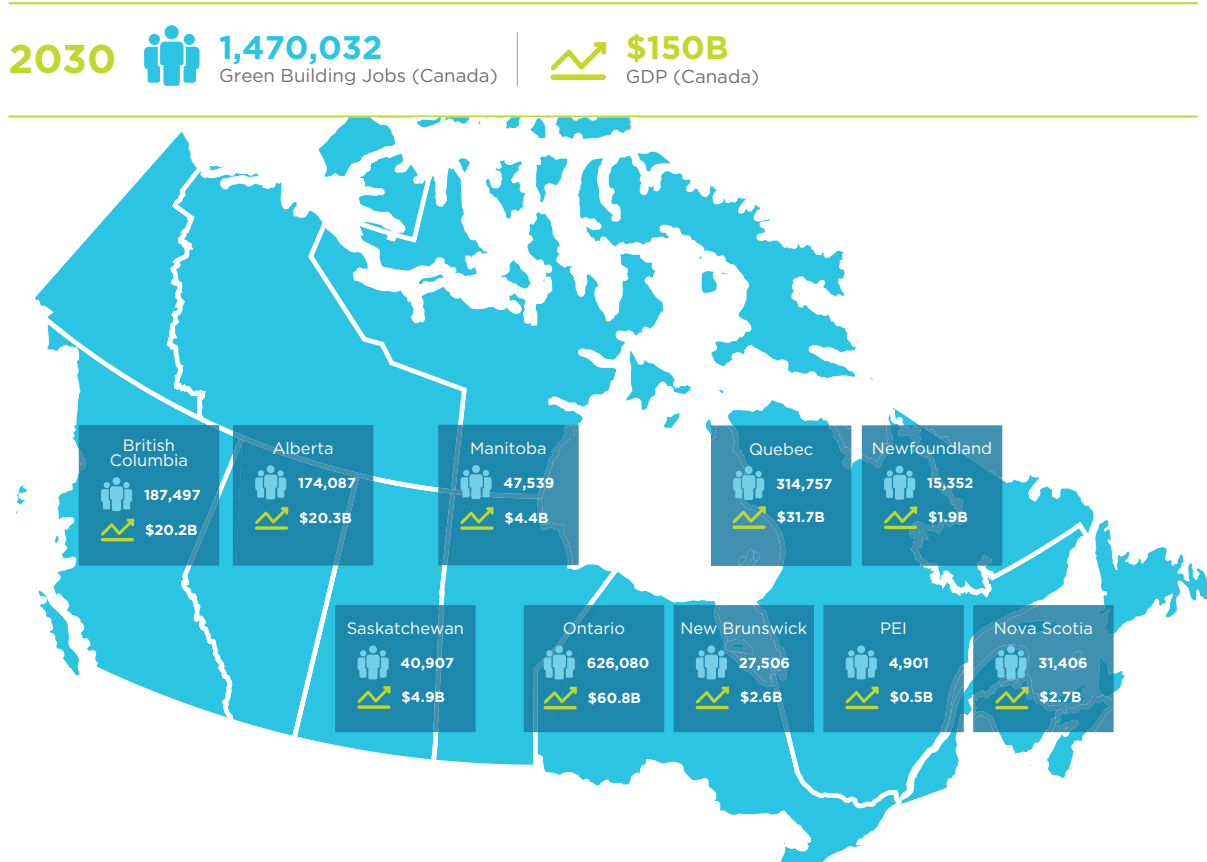 2030
1,470,032
Green Building Jobs (Canada)
$150B
GDP (Canada)
British
Columbia
187,497
$20.2B
Alberta
174,087
$20.3B
Manitoba
47,539
$4.4B
Quebec
314,757
$31.7B
Newfoundland
15,352
$1.9B
Saskatchewan
40,907
$4.9B
Ontario
626,080
$60.8B
New Brunswick
27,506
$2.6B
PEI
4,901
$0.5B
Nova Scotia
31,406
$2.7B